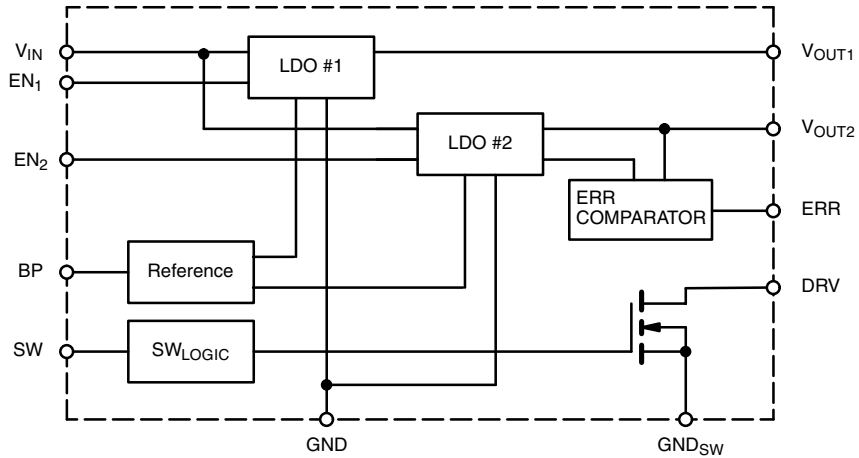 V_IN
LDO #1
V_OUT1
EN_1
LDO #2
V_OUT2
EN_2
ERR
COMPARATOR
ERR
BP
Reference
DRV
SW
SW_LOGIC
GND
GND_SW